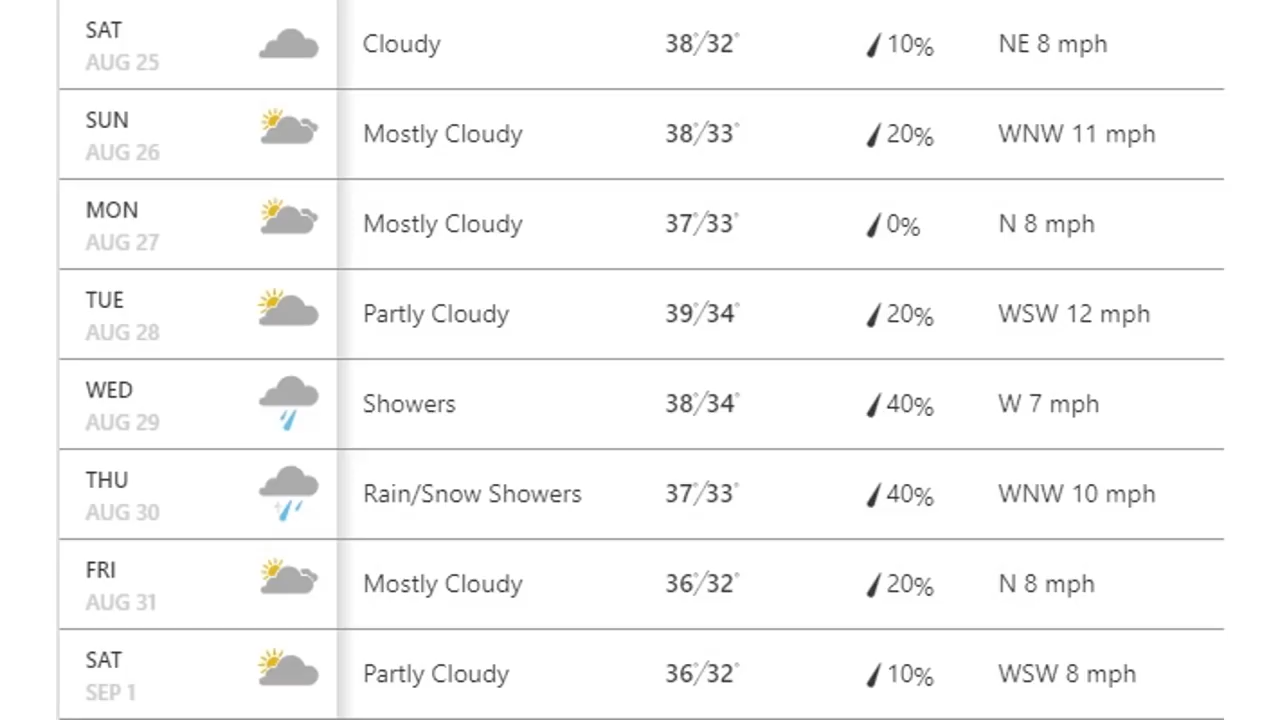 SAT
AUG 25
Cloudy
38°/32°
10%
NE 8 mph
SUN
AUG 26
Mostly Cloudy
38°/33°
20%
WNW 11 mph
MON
AUG 27
Mostly Cloudy
37°/33°
0%
N 8 mph
TUE
AUG 28
Partly Cloudy
39°/34°
20%
WSW 12 mph
WED
AUG 29
Showers
38°/34°
40%
W 7 mph
THU
AUG 30
Rain/Snow Showers
37°/33°
40%
WNW 10 mph
FRI
AUG 31
Mostly Cloudy
36°/32°
20%
N 8 mph
SAT
SEP 1
Partly Cloudy
36°/32°
10%
WSW 8 mph